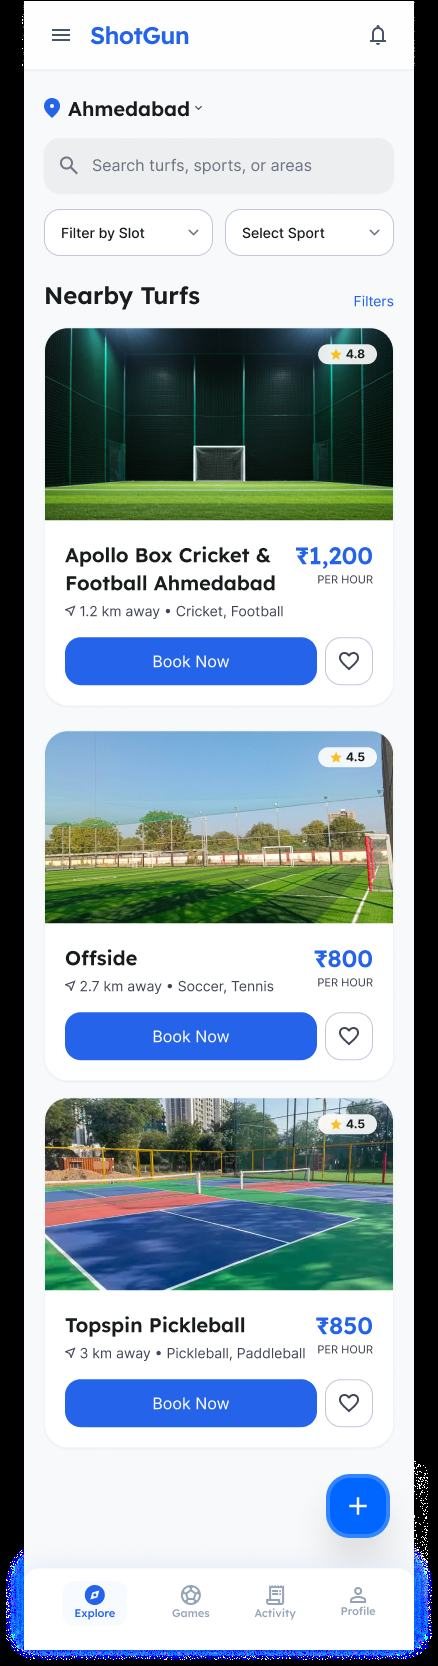 ShotGun
Ahmedabad
Search turfs, sports, or areas
Filter by Slot
Select Sport
Nearby Turfs
Filters
4.8
Apollo Box Cricket &
Football Ahmedabad
₹1,200
PER HOUR
1.2 km away • Cricket, Football
Book Now
4.5
Offside
₹800
PER HOUR
2.7 km away • Soccer, Tennis
Book Now
4.5
Topspin Pickleball
₹850
PER HOUR
3 km away • Pickleball, Paddleball
Book Now
Explore
Games
Activity
Profile